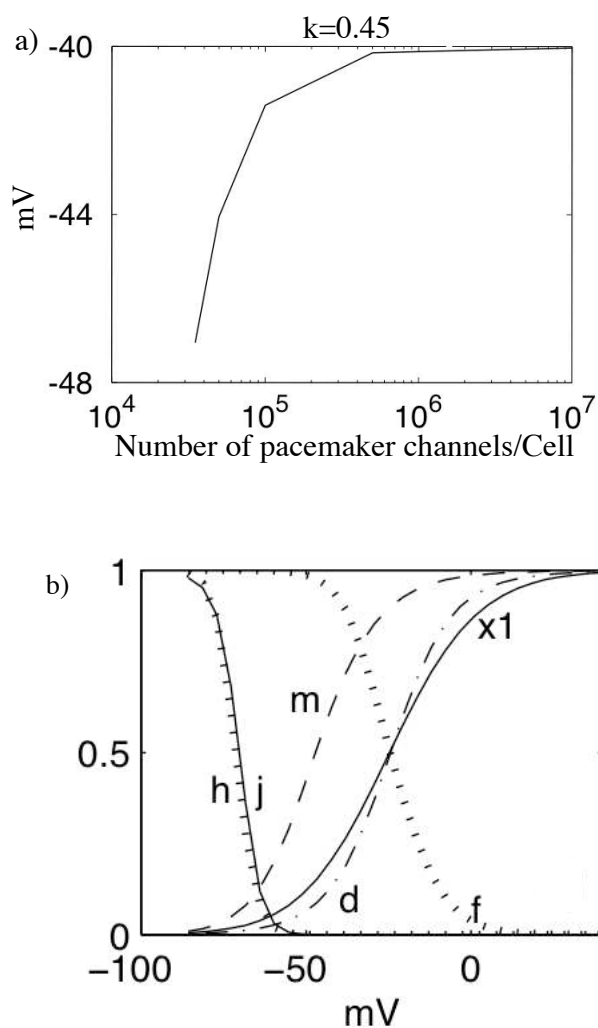 a)
k=0.45
-40
-44
-48
mV
10^4 10^5 10^6 10^7
Number of pacemaker channels/Cell
b)
1
0.5
0
m
x1
h j
d
f
−100 −50 0
mV